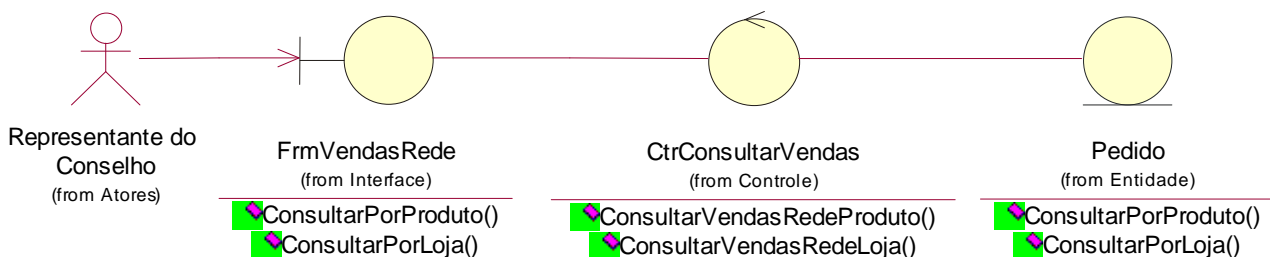 Representante do
Conselho
(from Atores)
FrmVendasRede
(from Interface)
ConsultarPorProduto()
ConsultarPorLoja()
CtrConsultarVendas
(from Controle)
ConsultarVendasRedeProduto()
ConsultarVendasRedeLoja()
Pedido
(from Entidade)
ConsultarPorProduto()
ConsultarPorLoja()